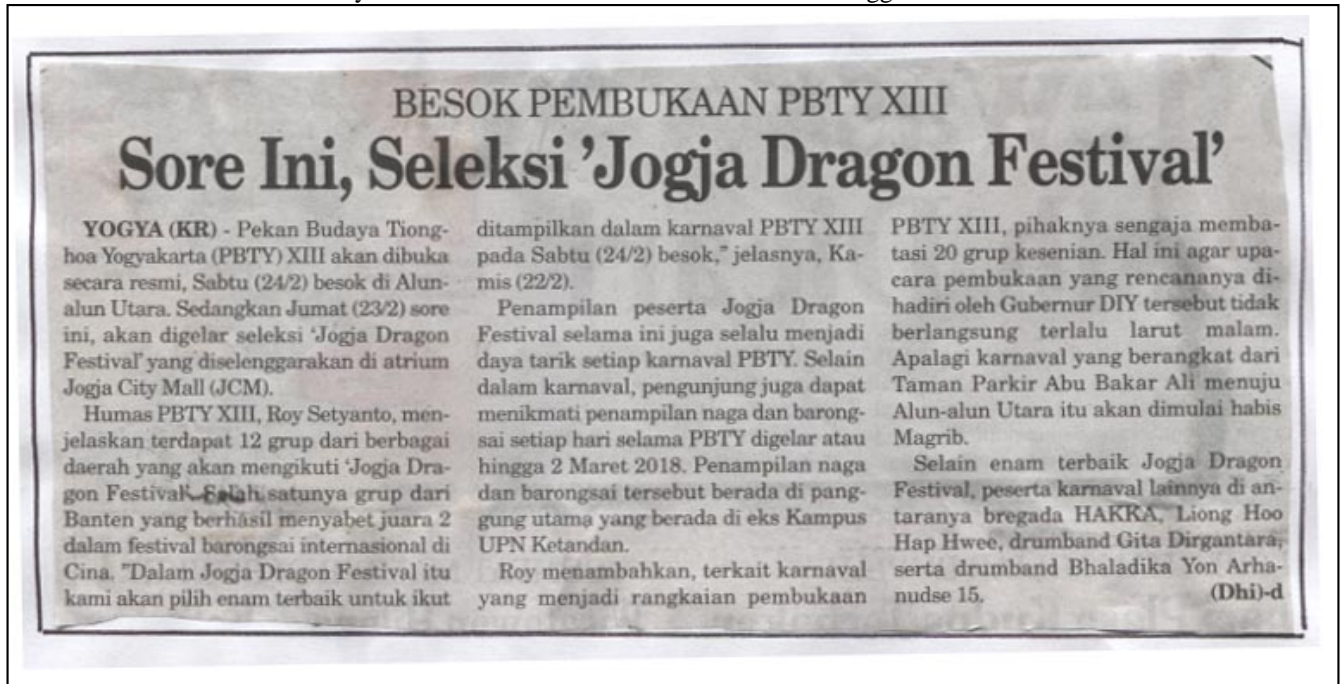 BESOK PEMBUKAAN PBTY XIII
Sore Ini, Seleksi 'Jogja Dragon Festival'
YOGYA (KR) - Pekan Budaya Tiong-
hoa Yogyakarta (PBTY) XIII akan dibuka
secara resmi, Sabtu (24/2) besok di Alun-
alun Utara. Sedangkan Jumat (23/2) sore
ini, akan digelar seleksi 'Jogja Dragon
Festival' yang diselenggarakan di atrium
Jogja City Mall (JCM).
Humas PBTY XIII, Roy Setyanto, men-
jelaskan terdapat 12 grup dari berbagai
daerah yang akan mengikuti 'Jogja Dra-
gon Festival'. Salah satunya grup dari
Banten yang berhasil menyabet juara 2
dalam festival barongsai internasional di
Cina. "Dalam Jogja Dragon Festival itu
kami akan pilih enam terbaik untuk ikut
ditampilkan dalam karnaval PBTY XIII
pada Sabtu (24/2) besok," jelasnya, Ka-
mis (22/2).
Penampilan peserta Jogja Dragon
Festival selama ini juga selalu menjadi
daya tarik setiap karnaval PBTY. Selain
dalam karnaval, pengunjung juga dapat
menikmati penampilan naga dan barong-
sai setiap hari selama PBTY digelar atau
hingga 2 Maret 2018. Penampilan naga
dan barongsai tersebut berada di pang-
gung utama yang berada di eks Kampus
UPN Ketandan.
Roy menambahkan, terkait karnaval
yang menjadi rangkaian pembukaan
PBTY XIII, pihaknya sengaja memba-
tasi 20 grup kesenian. Hal ini agar upa-
cara pembukaan yang rencananya di-
hadiri oleh Gubernur DIY tersebut tidak
berlangsung terlalu larut malam.
Apalagi karnaval yang berangkat dari
Taman Parkir Abu Bakar Ali menuju
Alun-alun Utara itu akan dimulai habis
Magrib.
Selain enam terbaik Jogja Dragon
Festival, peserta karnaval lainnya di an-
taranya bregada HAKKA, Liong Hoo
Hap Hwee, drumband Gita Dirgantara,
serta drumband Bhaladika Yon Arha-
nudse 15. (Dhi)-d